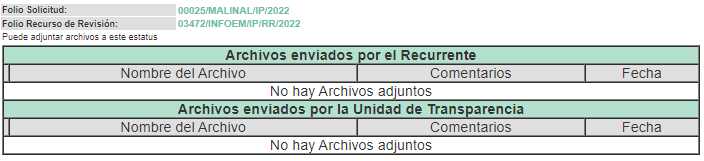 Folio Solicitud: 00025/MALINAL/IP/2022
Folio Recurso de Revisión: 03472/INFOEM/IP/RR/2022
Puede adjuntar archivos a este estatus
Archivos enviados por el Recurrente
Nombre del Archivo Comentarios Fecha
No hay Archivos adjuntos
Archivos enviados por la Unidad de Transparencia
Nombre del Archivo Comentarios Fecha
No hay Archivos adjuntos